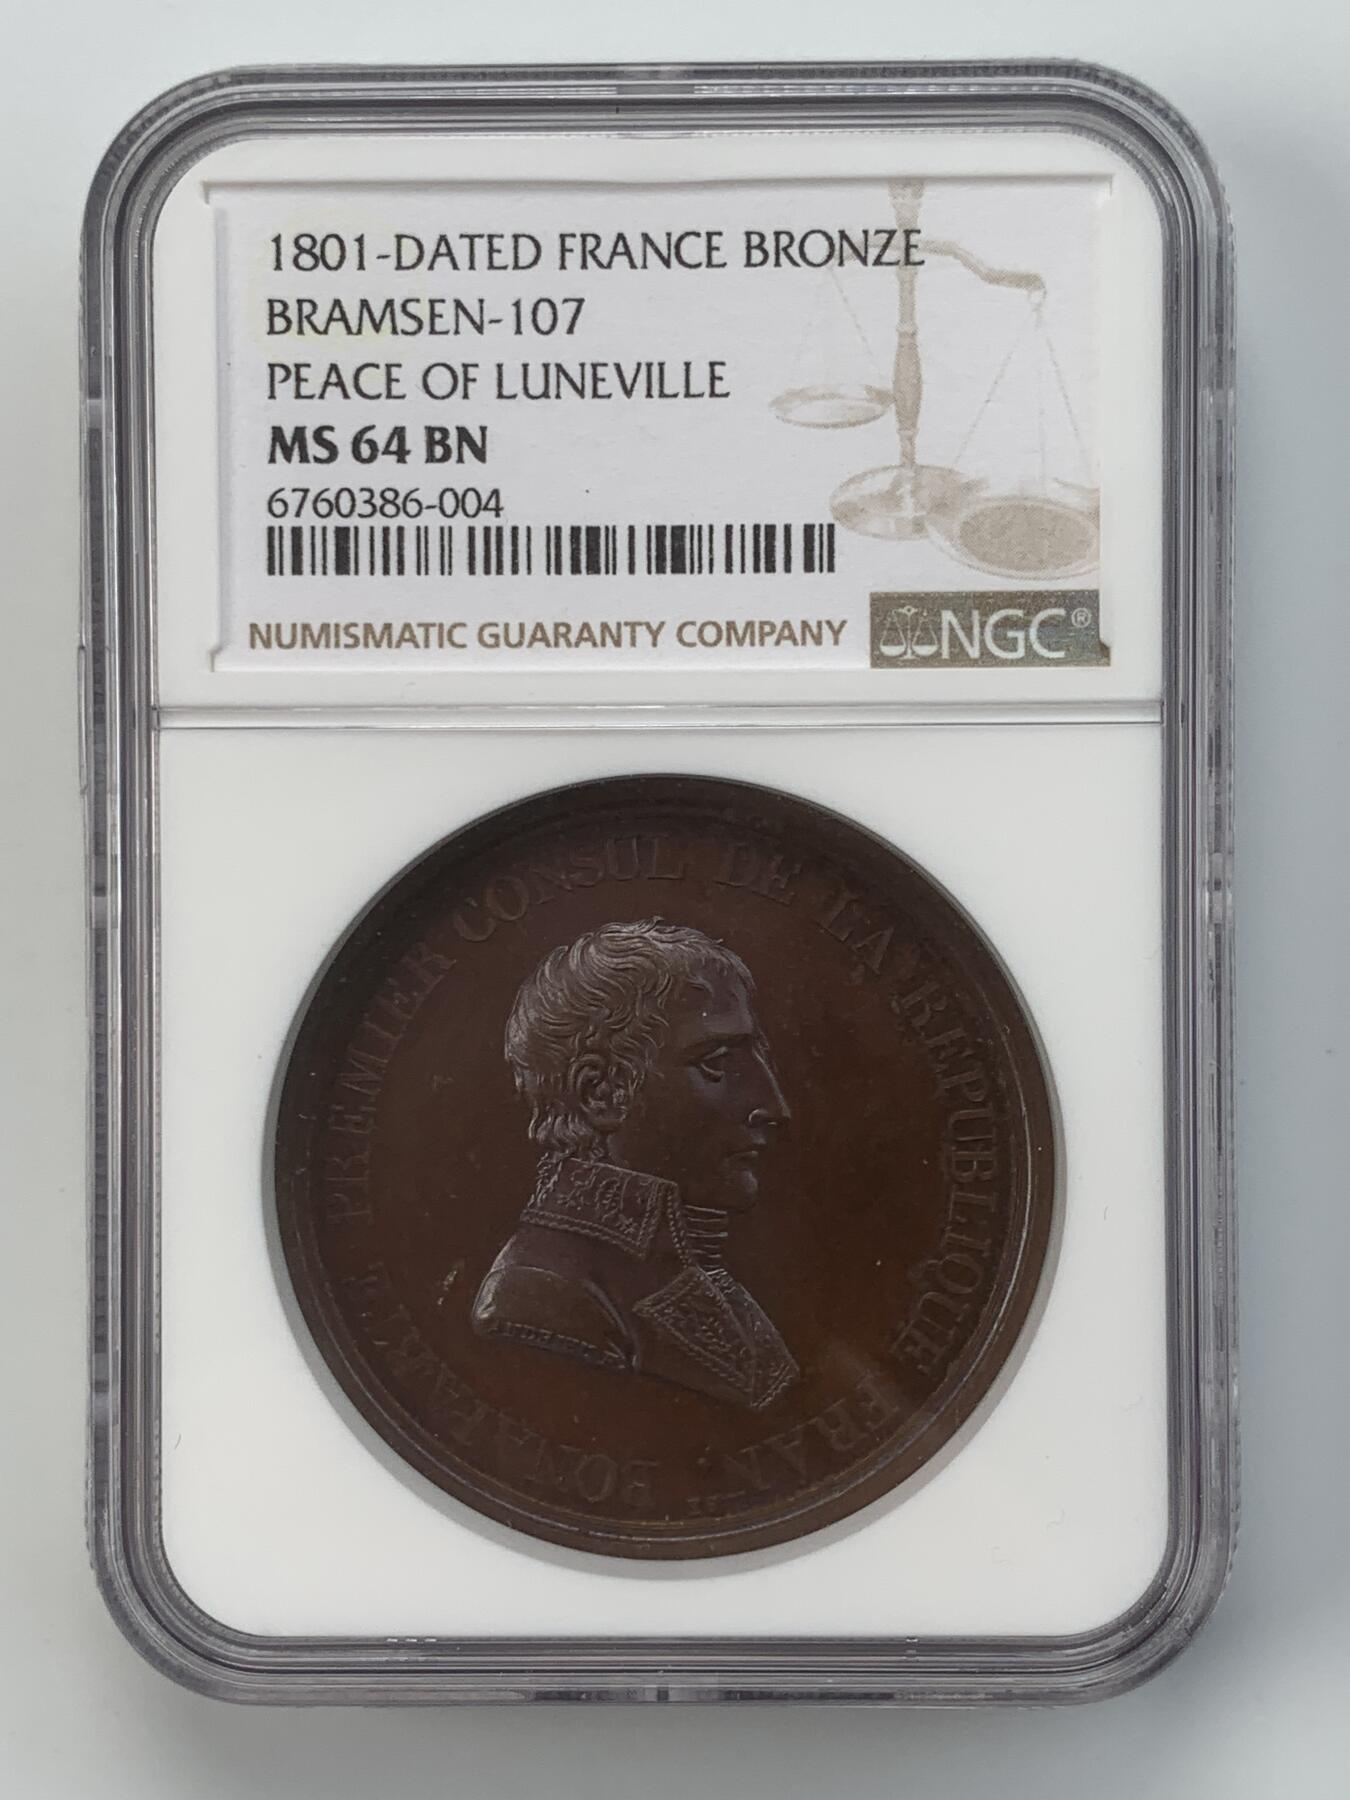 1801-DATED FRANCE BRONZE
BRAMSEN-107
PEACE OF LUNEVILLE
MS 64 BN
6760386-004
NUMISMATIC GUARANTY COMPANY
NGC®
BONAPARTE PREMIER CONSUL DE LA REPUBLIQUE FRAN